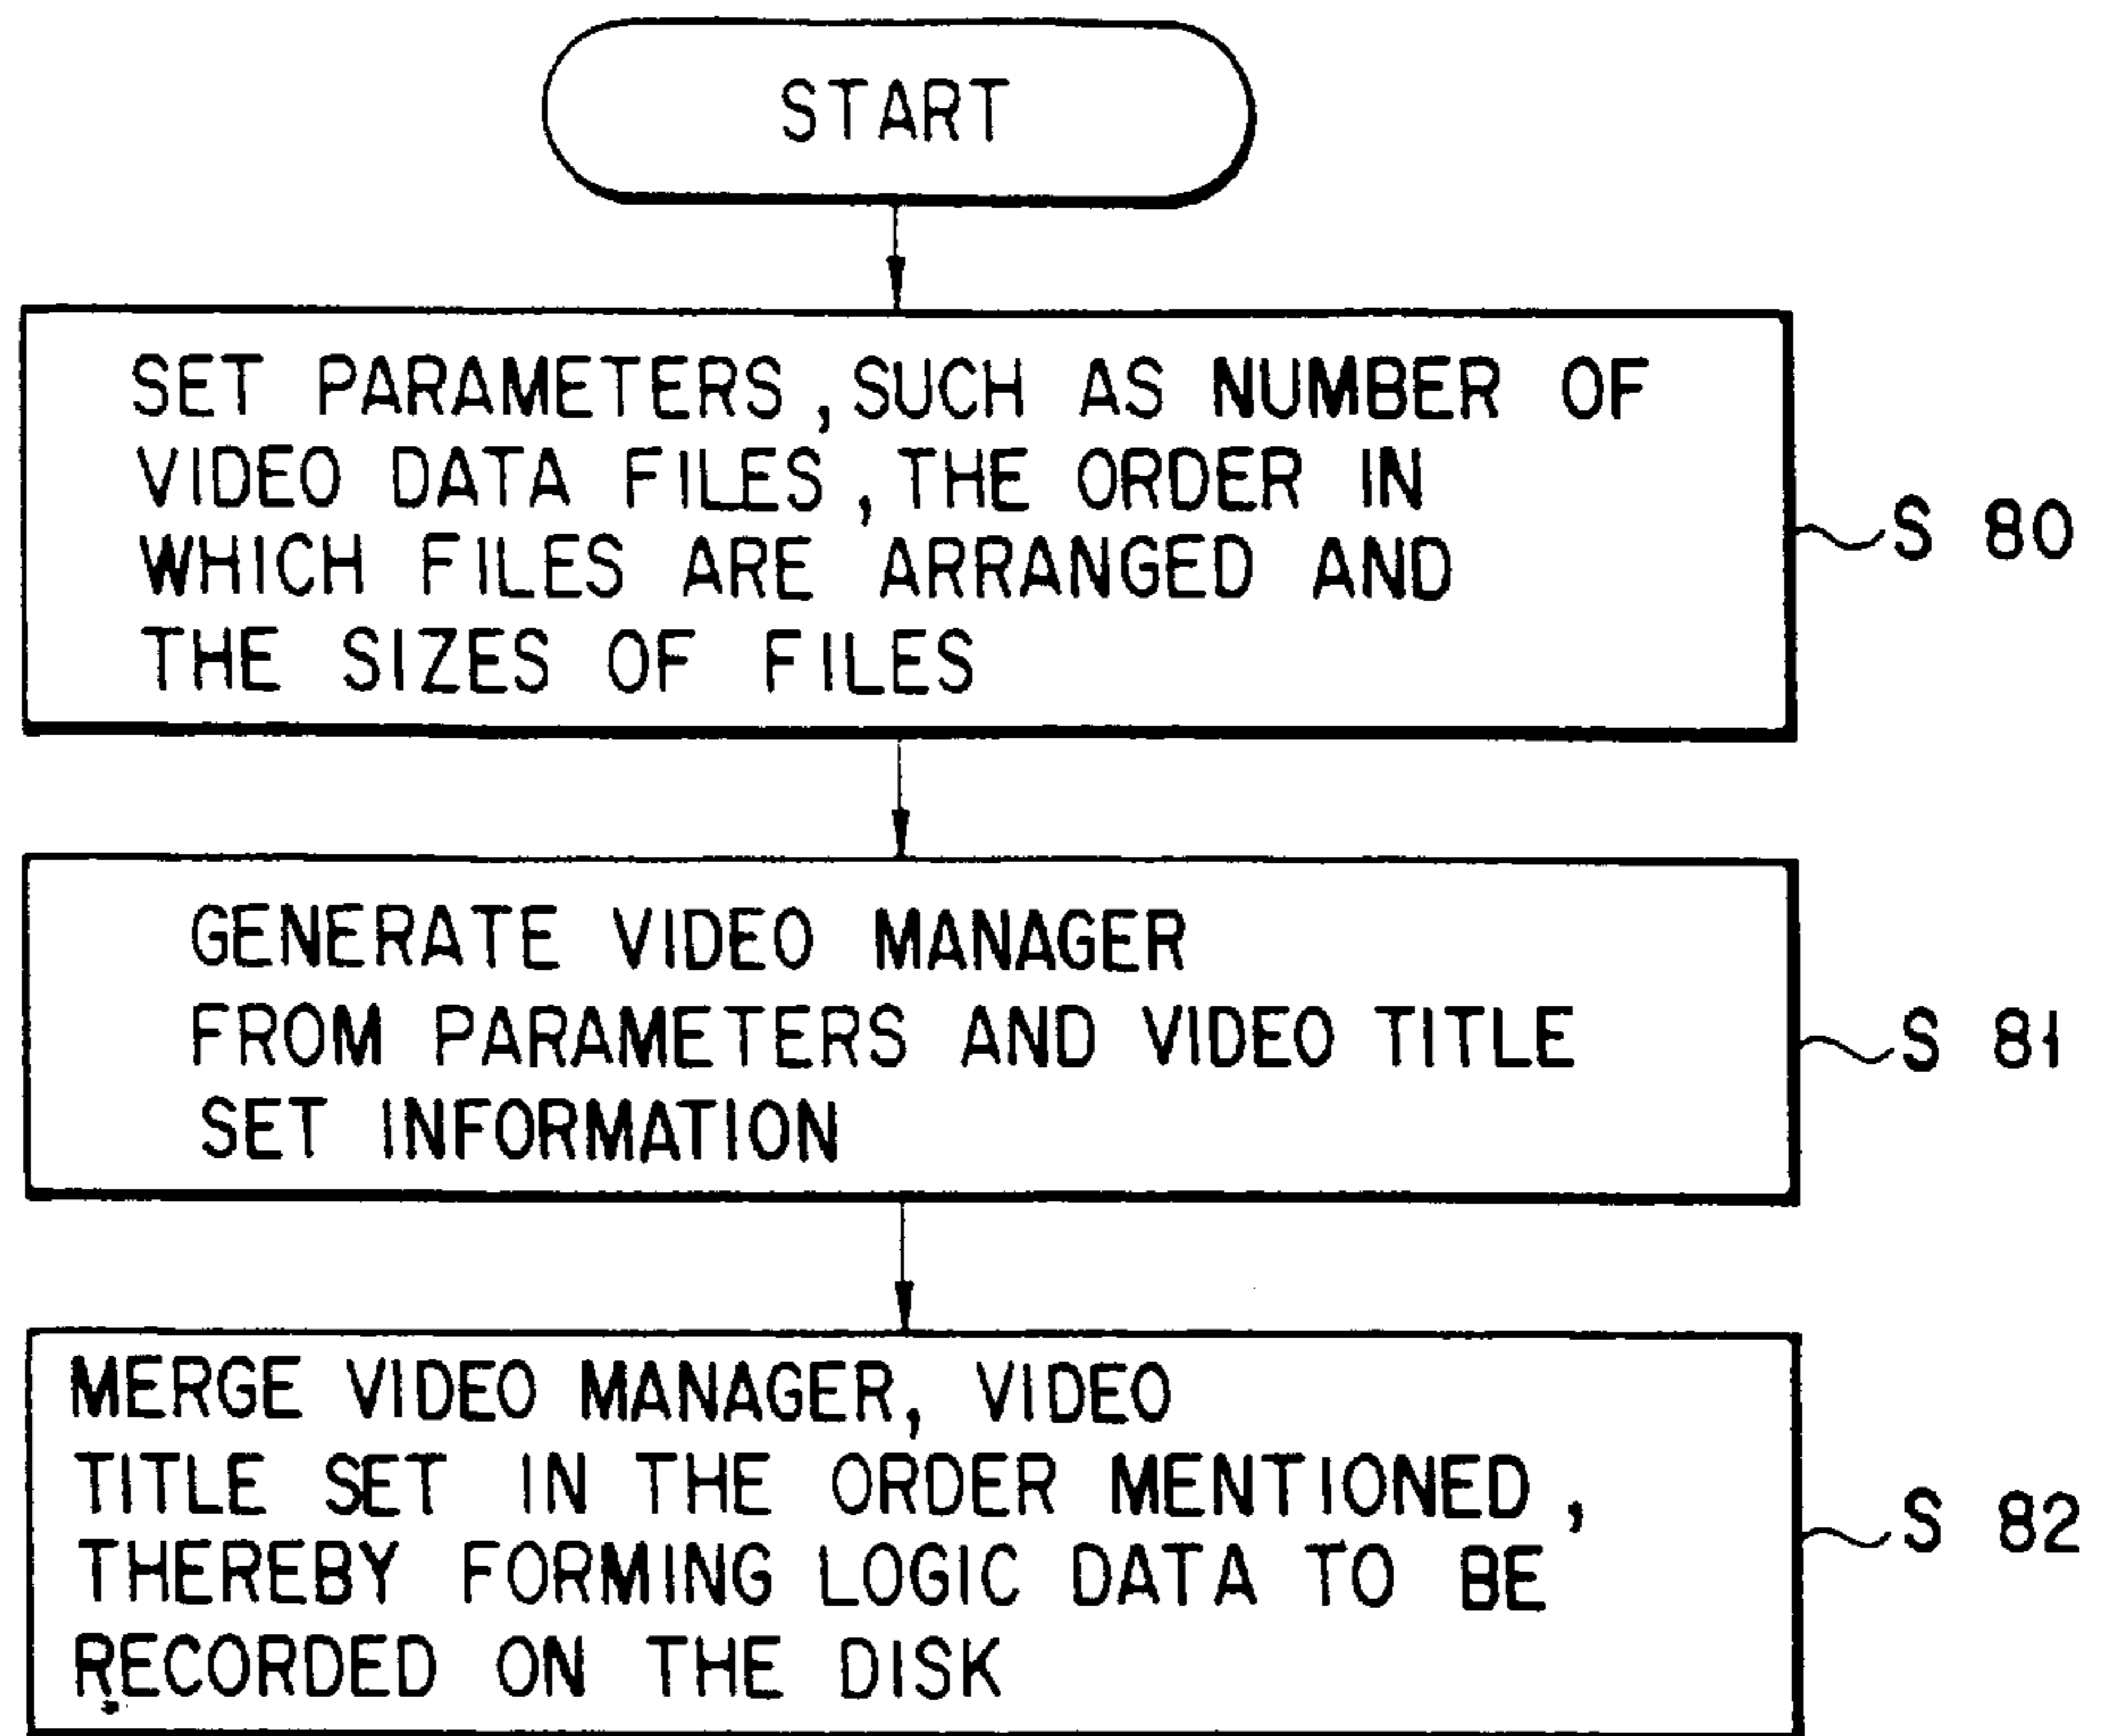 START
SET PARAMETERS, SUCH AS NUMBER OF
VIDEO DATA FILES, THE ORDER IN
WHICH FILES ARE ARRANGED AND
THE SIZES OF FILES
S 80
GENERATE VIDEO MANAGER
FROM PARAMETERS AND VIDEO TITLE
SET INFORMATION
S 81
MERGE VIDEO MANAGER, VIDEO
TITLE SET IN THE ORDER MENTIONED,
THEREBY FORMING LOGIC DATA TO BE
RECORDED ON THE DISK
S 82